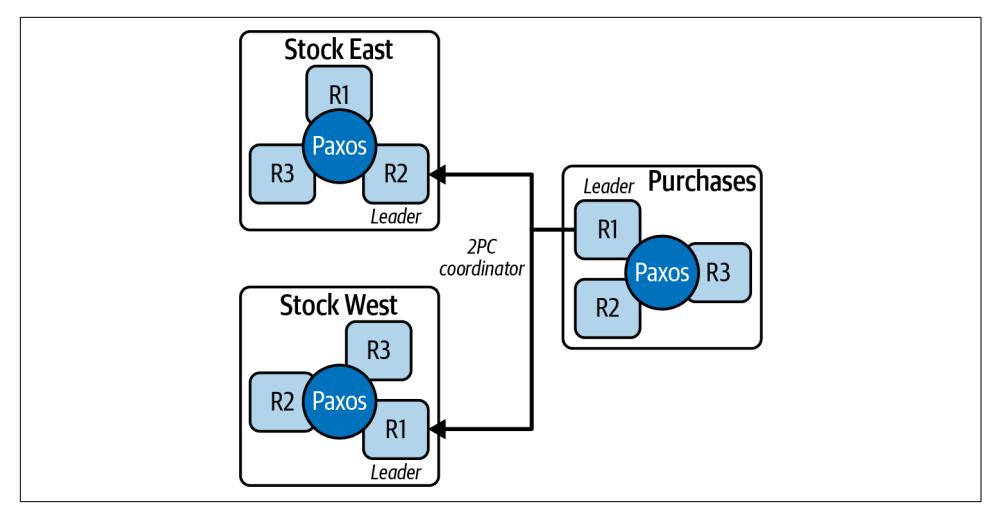 Stock East
R1
Paxos
R3
R2
Leader
2PC
coordinator
Leader
Purchases
R1
Paxos
R3
R2
Stock West
R3
R2
Paxos
R1
Leader